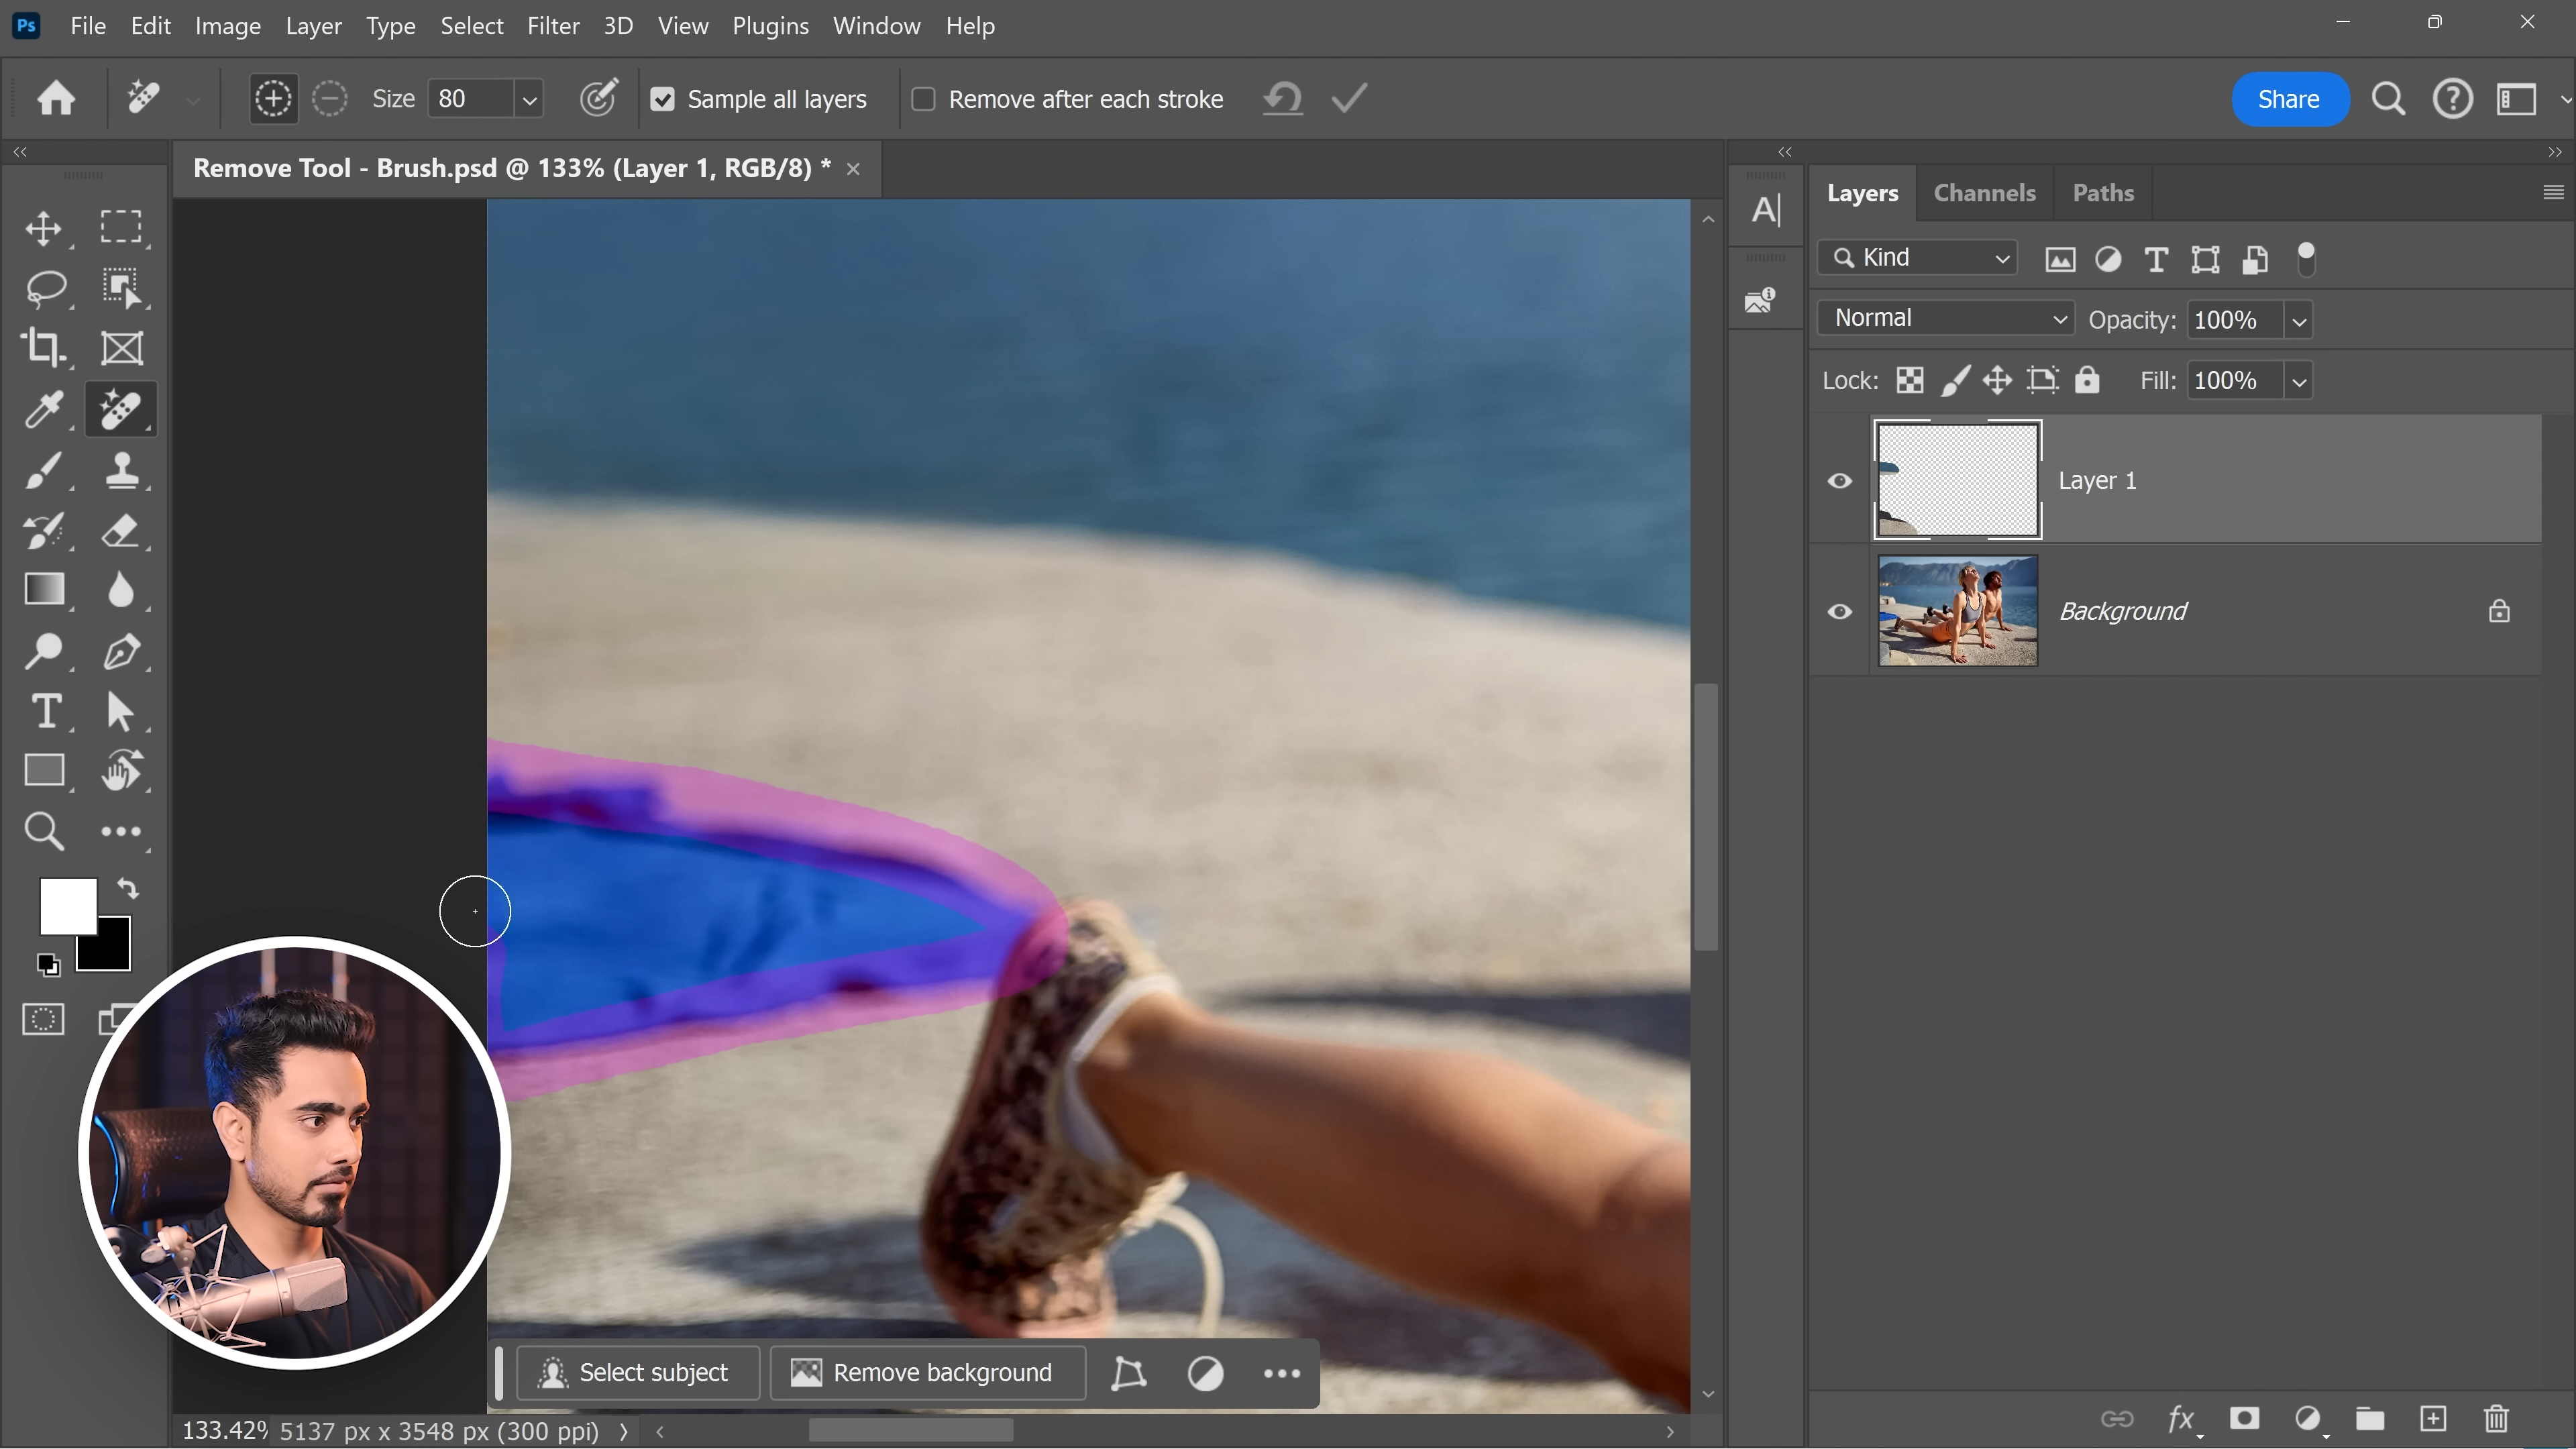 Ps File Edit Image Layer Type Select Filter 3D View Plugins Window Help
Size 80 Sample all layers Remove after each stroke Share
Remove Tool - Brush.psd @ 133% (Layer 1, RGB/8) *
Layers Channels Paths
Kind
Normal Opacity: 100%
Lock: Fill: 100%
Layer 1
Background
Select subject Remove background
133.42% 5137 px x 3548 px (300 ppi)